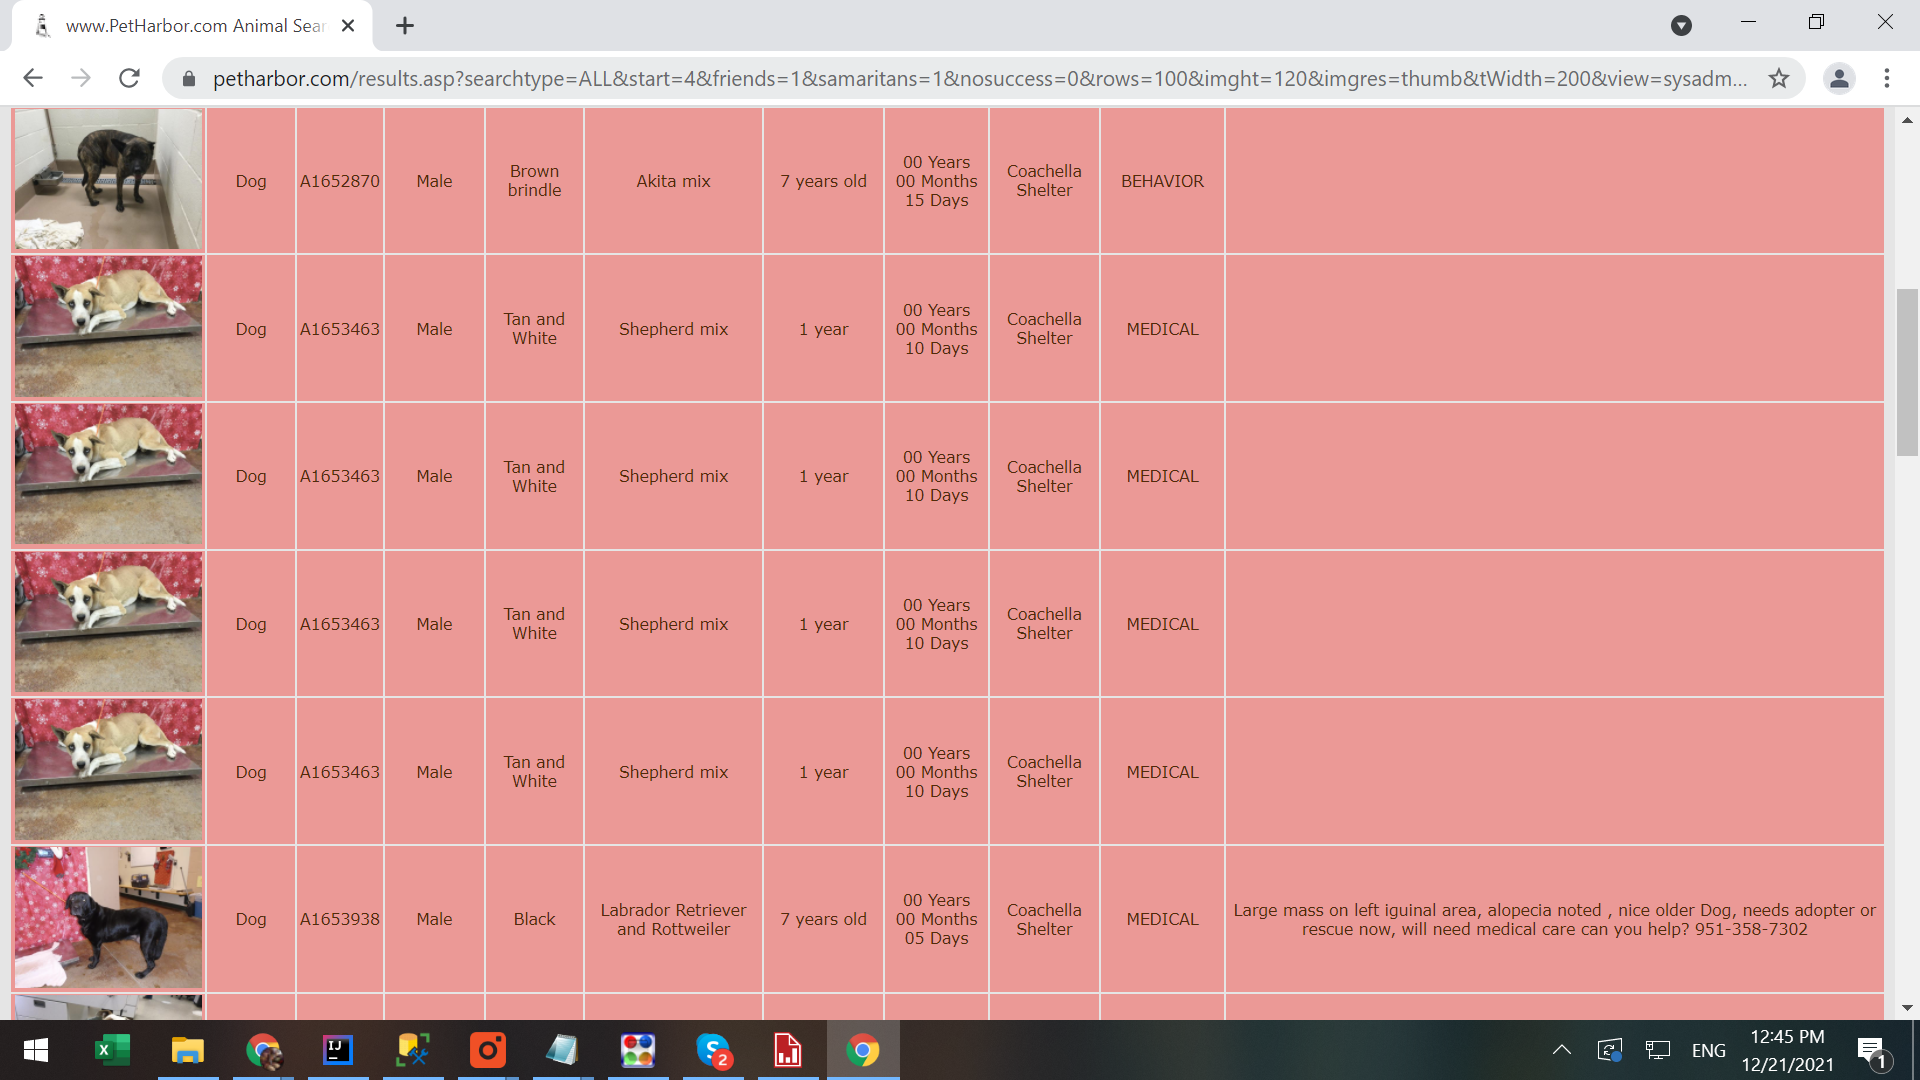 www.PetHarbor.com Animal Sear
petharbor.com/results.asp?searchtype=ALL&start=4&friends=1&samaritans=1&nosuccess=0&rows=100&imght=120&imgres=thumb&tWidth=200&view=sysadm...
Dog A1652870 Male Brown brindle Akita mix 7 years old 00 Years 00 Months 15 Days Coachella Shelter BEHAVIOR
Dog A1653463 Male Tan and White Shepherd mix 1 year 00 Years 00 Months 10 Days Coachella Shelter MEDICAL
Dog A1653463 Male Tan and White Shepherd mix 1 year 00 Years 00 Months 10 Days Coachella Shelter MEDICAL
Dog A1653463 Male Tan and White Shepherd mix 1 year 00 Years 00 Months 10 Days Coachella Shelter MEDICAL
Dog A1653463 Male Tan and White Shepherd mix 1 year 00 Years 00 Months 10 Days Coachella Shelter MEDICAL
Dog A1653938 Male Black Labrador Retriever and Rottweiler 7 years old 00 Years 00 Months 05 Days Coachella Shelter MEDICAL Large mass on left iguinal area, alopecia noted , nice older Dog, needs adopter or rescue now, will need medical care can you help? 951-358-7302
X
IJ
S 2
ENG
12:45 PM
12/21/2021
1